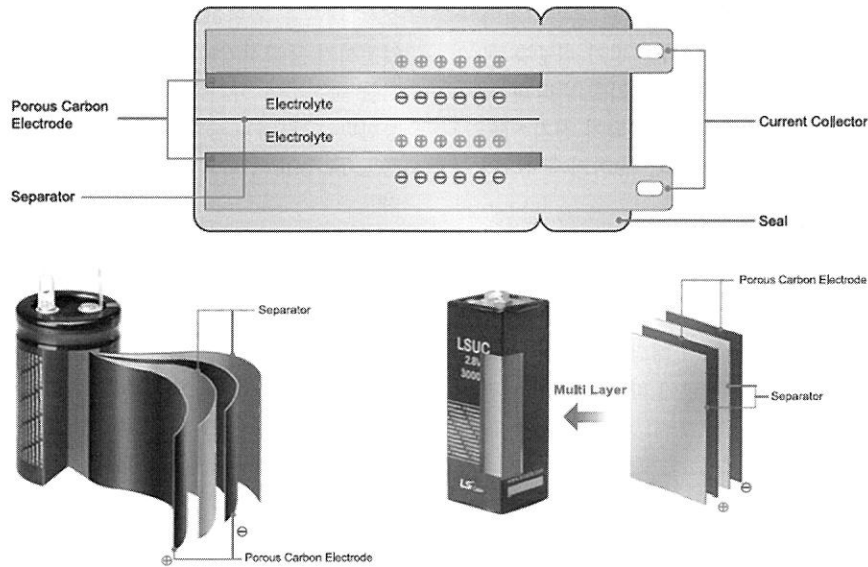 Porous Carbon
Electrode
Electrolyte
Electrolyte
Separator
Current Collector
Seal
Separator
Porous Carbon Electrode
LSUC
2.8V
3000
LS
Multi Layer
Porous Carbon Electrode
Separator